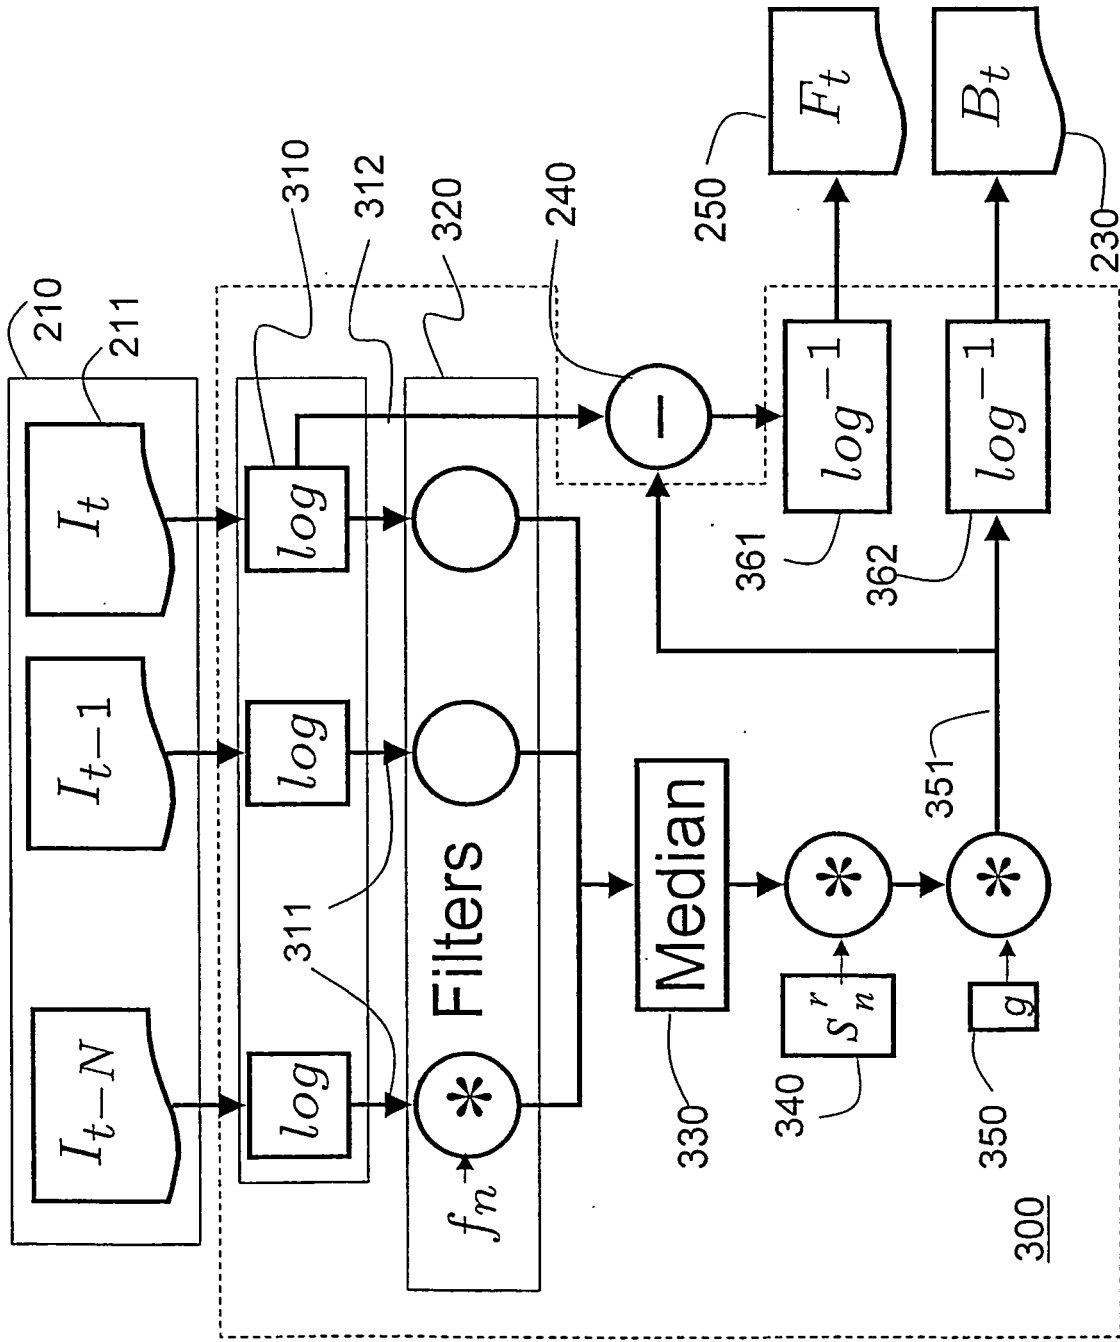 210
211
I_{t-N}
I_{t-1}
I_t
310
log
log
log
312
311
320
f_n
*
Filters
240
−
330
Median
250
F_t
361
log^{-1}
340
s_n^r
*
362
log^{-1}
B_t
230
350
g
*
351
300